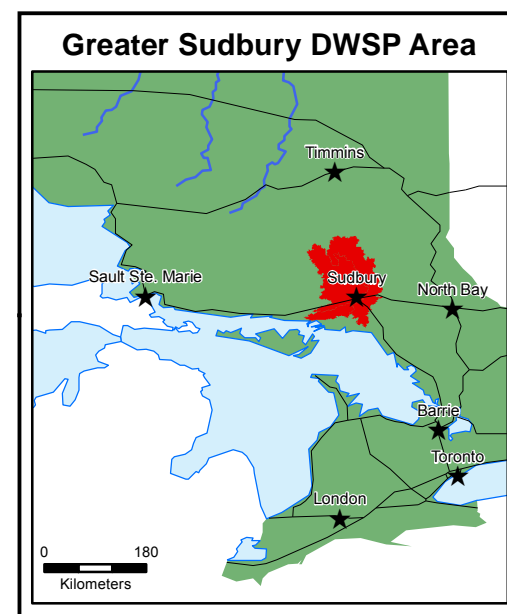 Greater Sudbury DWSP Area
Timmins
Sault Ste. Marie
Sudbury
North Bay
Barrie
Toronto
London
0 180
Kilometers